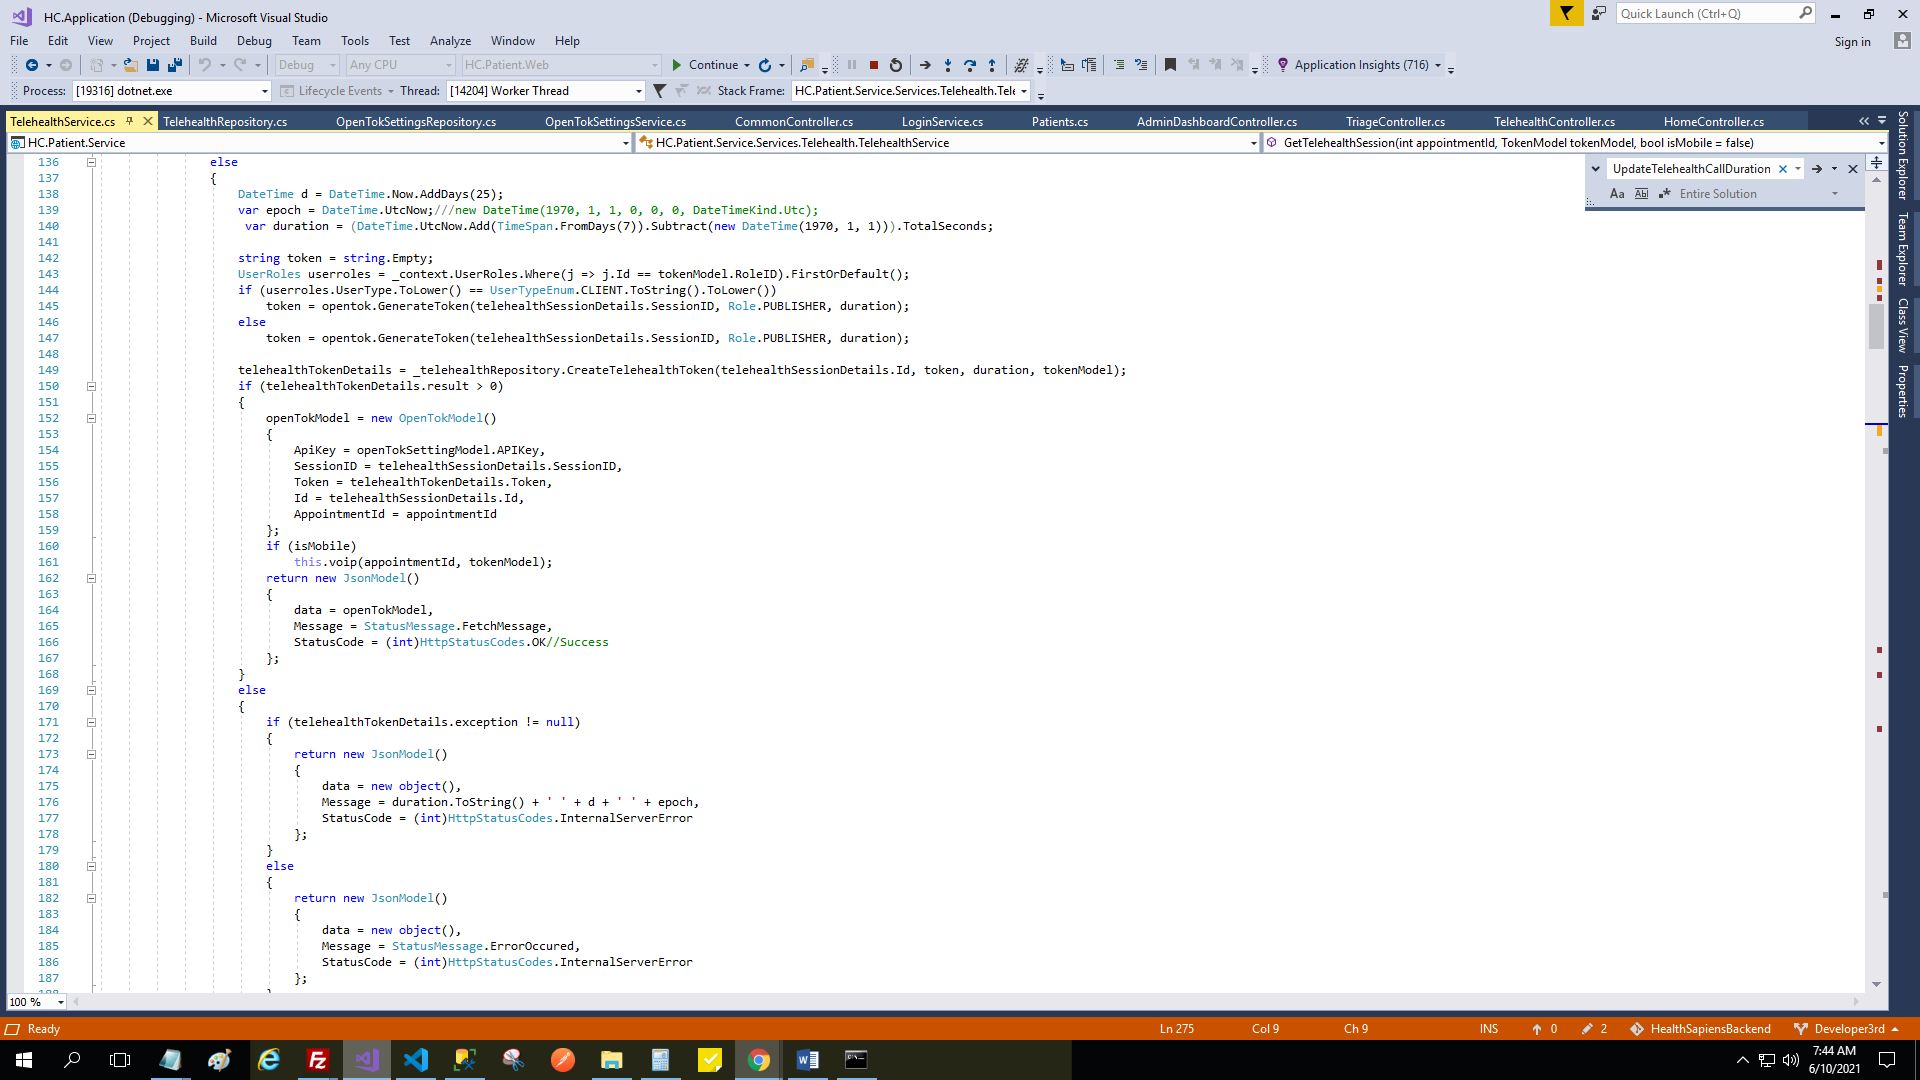 HC.Application (Debugging) - Microsoft Visual Studio
Quick Launch (Ctrl+Q)
File Edit View Project Build Debug Team Tools Test Analyze Window Help
Sign in
Debug Any CPU HC.Patient.Web Continue Application Insights (716)
Process: [19316] dotnet.exe Lifecycle Events Thread: [14204] Worker Thread Stack Frame: HC.Patient.Service.Services.Telehealth.Tele
TelehealthService.cs TelehealthRepository.cs OpenTokSettingsRepository.cs OpenTokSettingsService.cs CommonController.cs LoginService.cs Patients.cs AdminDashboardController.cs TriageController.cs TelehealthController.cs HomeController.cs
HC.Patient.Service HC.Patient.Service.Services.Telehealth.TelehealthService GetTelehealthSession(int appointmentId, TokenModel tokenModel, bool isMobile = false)
UpdateTelehealthCallDuration
Aa Ab Entire Solution
Solution Explorer
Team Explorer
Class View
Properties
136 else
137 {
138 DateTime d = DateTime.Now.AddDays(25);
139 var epoch = DateTime.UtcNow;///new DateTime(1970, 1, 1, 0, 0, 0, DateTimeKind.Utc);
140 var duration = (DateTime.UtcNow.Add(TimeSpan.FromDays(7)).Subtract(new DateTime(1970, 1, 1))).TotalSeconds;
141
142 string token = string.Empty;
143 UserRoles userroles = _context.UserRoles.Where(j => j.Id == tokenModel.RoleID).FirstOrDefault();
144 if (userroles.UserType.ToLower() == UserTypeEnum.CLIENT.ToString().ToLower())
145 token = opentok.GenerateToken(telehealthSessionDetails.SessionID, Role.PUBLISHER, duration);
146 else
147 token = opentok.GenerateToken(telehealthSessionDetails.SessionID, Role.PUBLISHER, duration);
148
149 telehealthTokenDetails = _telehealthRepository.CreateTelehealthToken(telehealthSessionDetails.Id, token, duration, tokenModel);
150 if (telehealthTokenDetails.result > 0)
151 {
152 openTokModel = new OpenTokModel()
153 {
154 ApiKey = openTokSettingModel.APIKey,
155 SessionID = telehealthSessionDetails.SessionID,
156 Token = telehealthTokenDetails.Token,
157 Id = telehealthSessionDetails.Id,
158 AppointmentId = appointmentId
159 };
160 if (isMobile)
161 this.voip(appointmentId, tokenModel);
162 return new JsonModel()
163 {
164 data = openTokModel,
165 Message = StatusMessage.FetchMessage,
166 StatusCode = (int)HttpStatusCodes.OK//Success
167 };
168 }
169 else
170 {
171 if (telehealthTokenDetails.exception != null)
172 {
173 return new JsonModel()
174 {
175 data = new object(),
176 Message = duration.ToString() + ' ' + d + ' ' + epoch,
177 StatusCode = (int)HttpStatusCodes.InternalServerError
178 };
179 }
180 else
181 {
182 return new JsonModel()
183 {
184 data = new object(),
185 Message = StatusMessage.ErrorOccured,
186 StatusCode = (int)HttpStatusCodes.InternalServerError
187 };
100 %
Ready Ln 275 Col 9 Ch 9 INS 0 2 HealthSapiensBackend Developer3rd
7:44 AM
6/10/2021